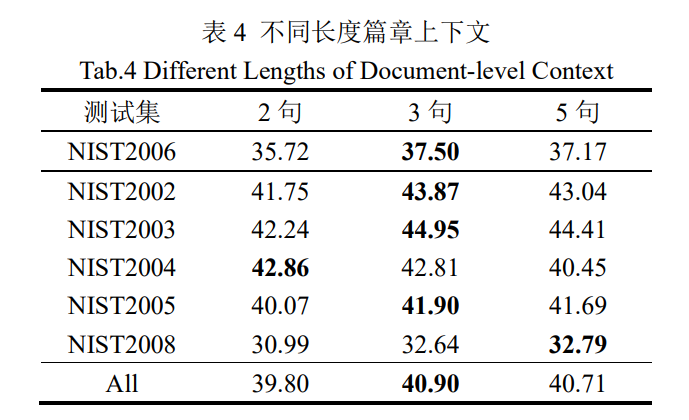 表 4 不同长度篇章上下文
Tab.4 Different Lengths of Document-level Context
测试集 2 句 3 句 5 句
NIST2006 35.72 37.50 37.17
NIST2002 41.75 43.87 43.04
NIST2003 42.24 44.95 44.41
NIST2004 42.86 42.81 40.45
NIST2005 40.07 41.90 41.69
NIST2008 30.99 32.64 32.79
All 39.80 40.90 40.71